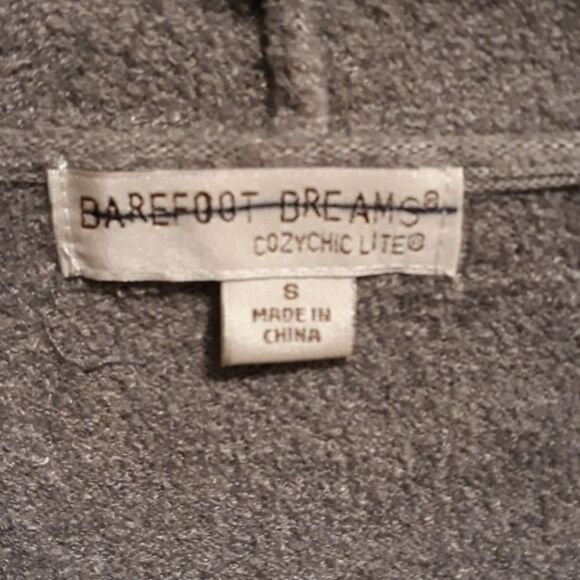 BAREFOOT DREAMS®
COZYCHIC LITE®
S
MADE IN
CHINA